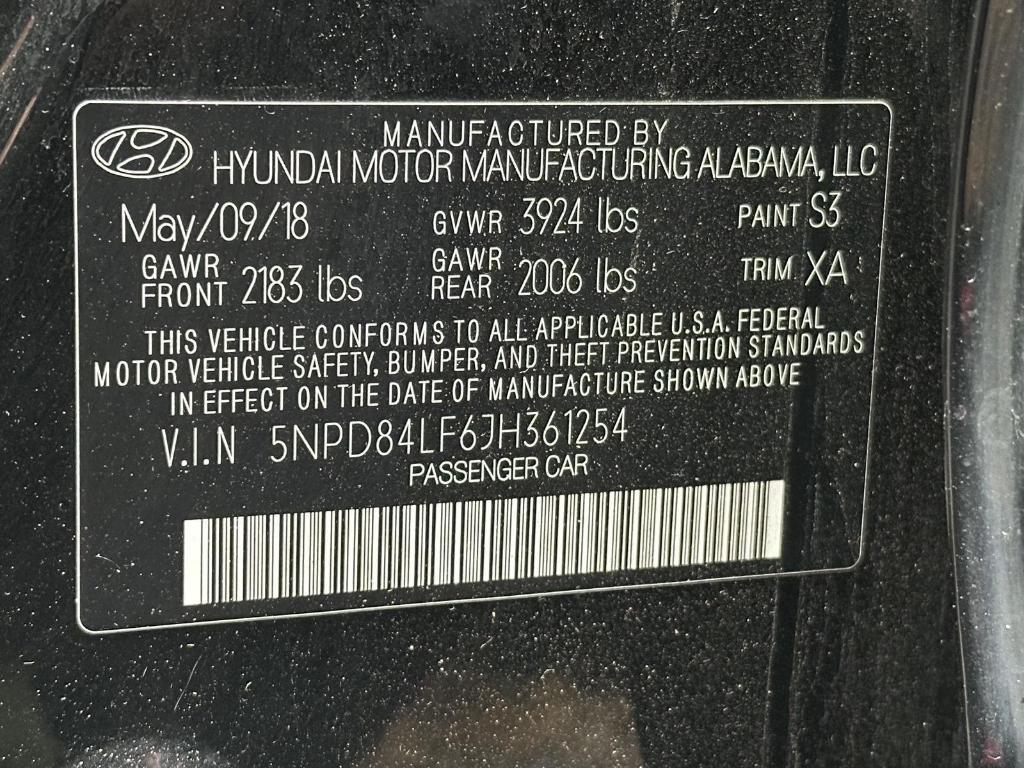 MANUFACTURED BY
HYUNDAI MOTOR MANUFACTURING ALABAMA, LLC
May/09/18 GVWR 3924 lbs PAINT S3
GAWR FRONT 2183 lbs GAWR REAR : 2006 lbs TRIM XA
THIS VEHICLE CONFORMS TO ALL APPLICABLE U.S.A. FEDERAL
MOTOR VEHICLE SAFETY, BUMPER, AND THEFT PREVENTION STANDARDS
IN EFFECT ON THE DATE OF MANUFACTURE SHOWN ABOVE
V.I.N 5NPD84LF6JH361254
PASSENGER CAR